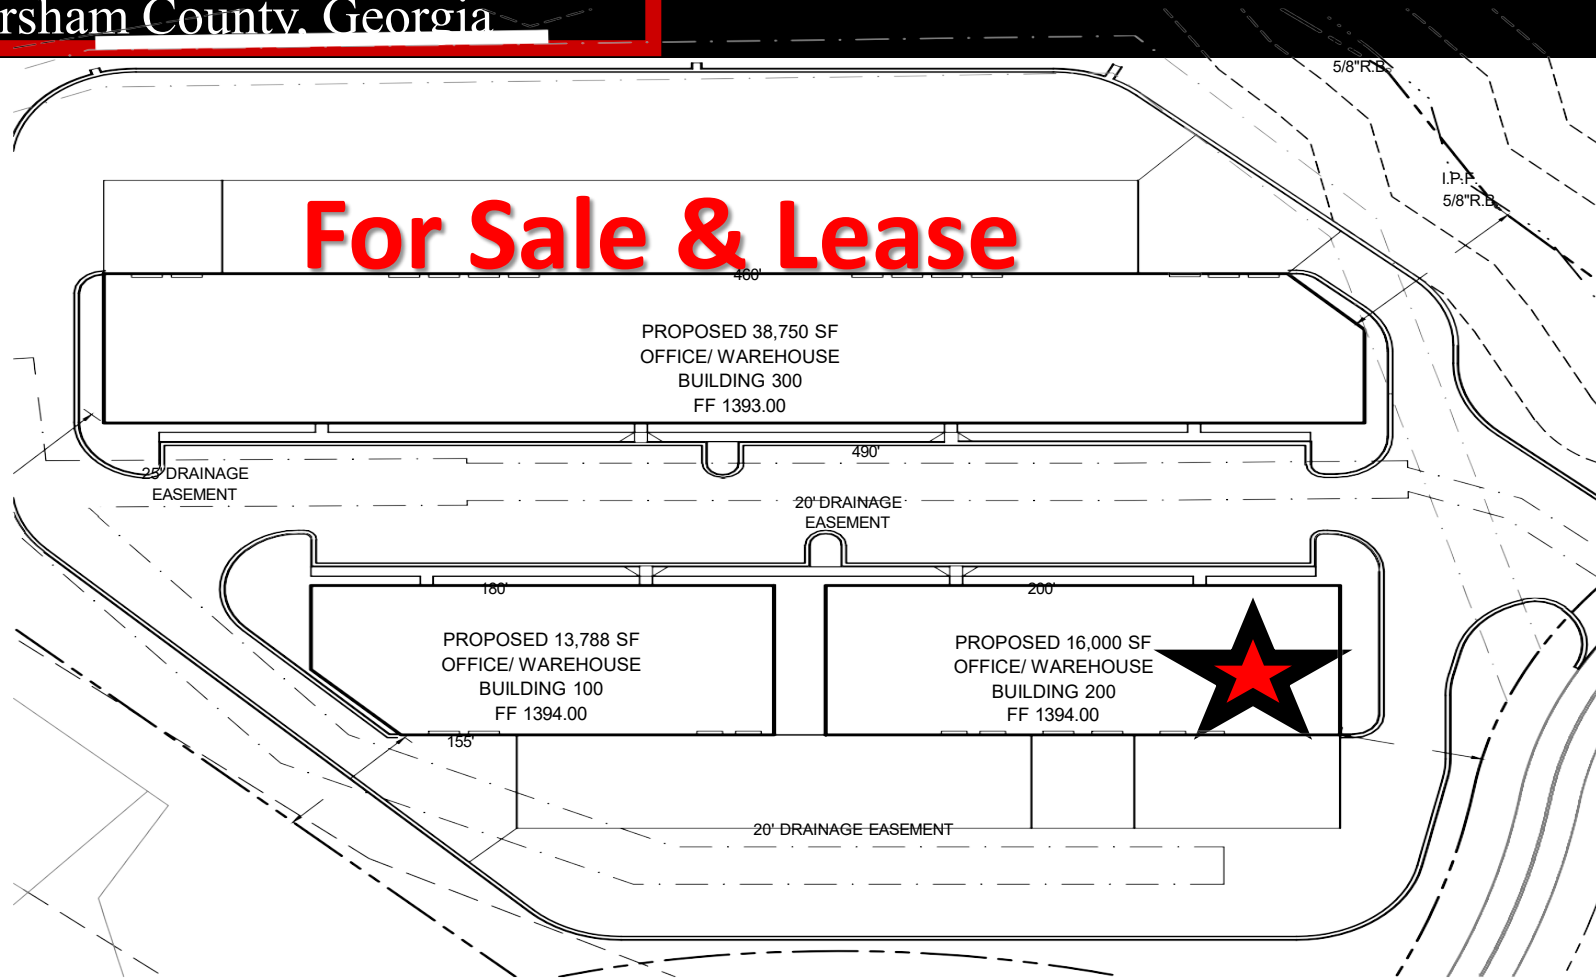 rsham County, Georgia
5/8"R.B.
I.P.F.
5/8"R.B.
For Sale & Lease
460'
PROPOSED 38,750 SF
OFFICE/ WAREHOUSE
BUILDING 300
FF 1393.00
490'
25' DRAINAGE
EASEMENT
20' DRAINAGE
EASEMENT
180'
200'
PROPOSED 13,788 SF
OFFICE/ WAREHOUSE
BUILDING 100
FF 1394.00
PROPOSED 16,000 SF
OFFICE/ WAREHOUSE
BUILDING 200
FF 1394.00
155'
20' DRAINAGE EASEMENT